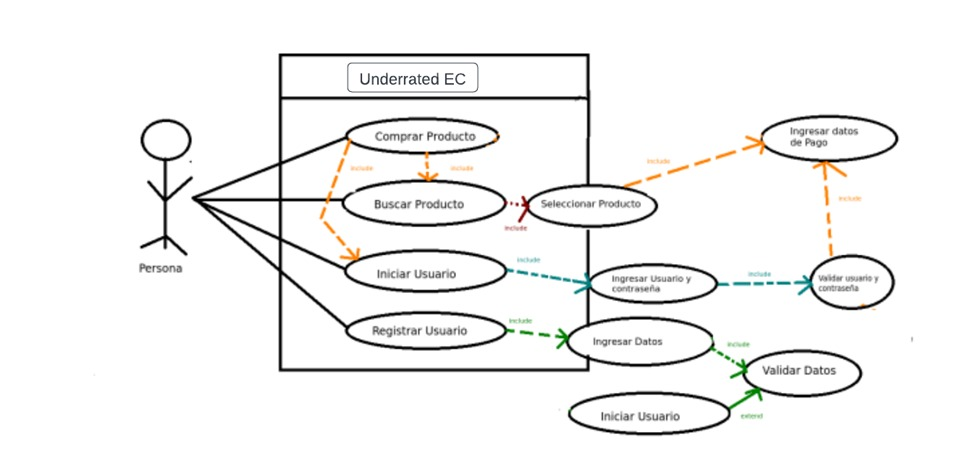 Underrated EC
Comprar Producto
include
include
Buscar Producto
Seleccionar Producto
include
include
Ingresar datos
de Pago
include
Persona
Iniciar Usuario
include
Ingresar Usuario y
contraseña
include
Validar usuario y
contraseña
Registrar Usuario
include
Ingresar Datos
include
Validar Datos
Iniciar Usuario
extend